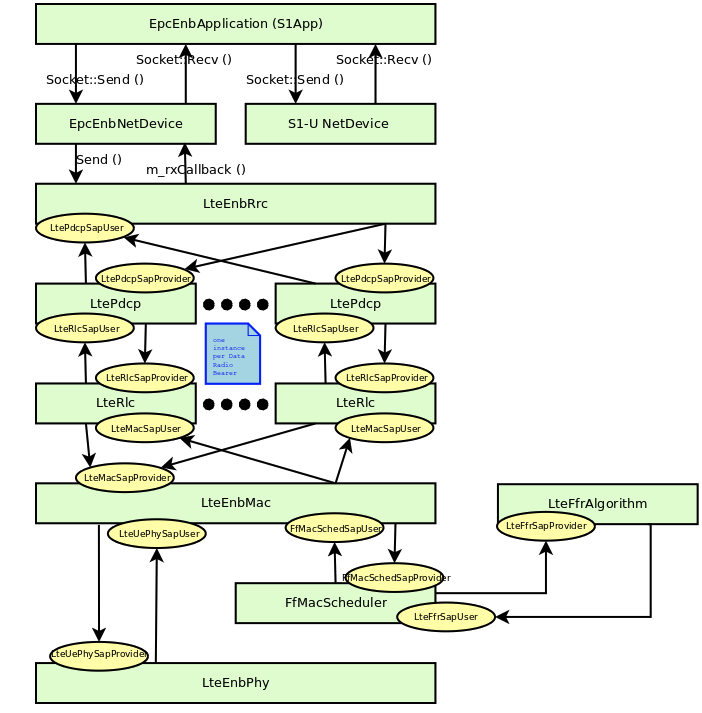 EpcEnbApplication (S1App)
Socket::Recv ()
Socket::Recv ()
Socket::Send ()
Socket::Send ()
EpcEnbNetDevice
S1-U NetDevice
Send ()
m_rxCallback ()
LteEnbRrc
LtePdcpSapUser
LtePdcpSapProvider
LtePdcpSapProvider
LtePdcp
LtePdcp
LteRlcSapUser
LteRlcSapUser
one
instance
per Data
Radio
Bearer
LteRlcSapProvider
LteRlcSapProvider
LteRlc
LteRlc
LteMacSapUser
LteMacSapUser
LteMacSapProvider
LteEnbMac
LteFfrAlgorithm
LteUePhySapUser
FfMacSchedSapUser
LteFfrSapProvider
FfMacSchedSapProvider
FfMacScheduler
LteFfrSapUser
LteUePhySapProvider
LteEnbPhy